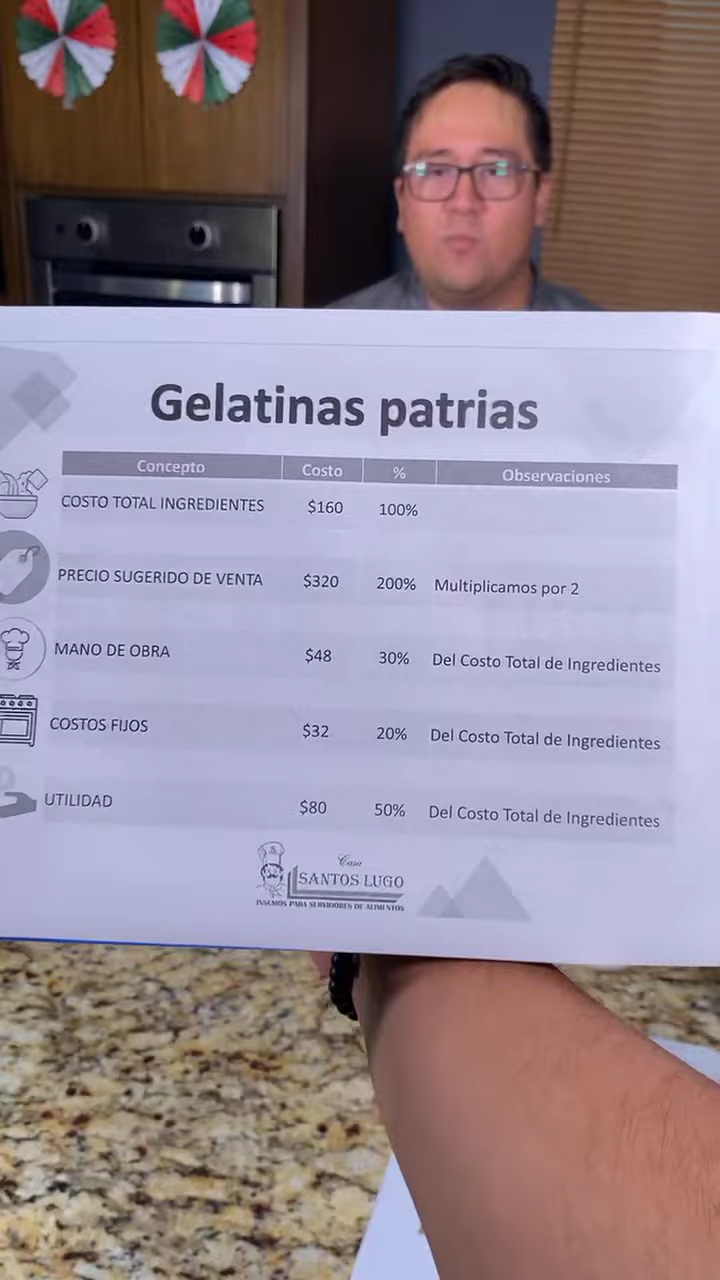 Gelatinas patrias
Concepto Costo % Observaciones
COSTO TOTAL INGREDIENTES $160 100%
PRECIO SUGERIDO DE VENTA $320 200% Multiplicamos por 2
MANO DE OBRA $48 30% Del Costo Total de Ingredientes
COSTOS FIJOS $32 20% Del Costo Total de Ingredientes
UTILIDAD $80 50% Del Costo Total de Ingredientes
Casa
SANTOS LUGO
INSUMOS PARA SERVIDORES DE ALIMENTOS